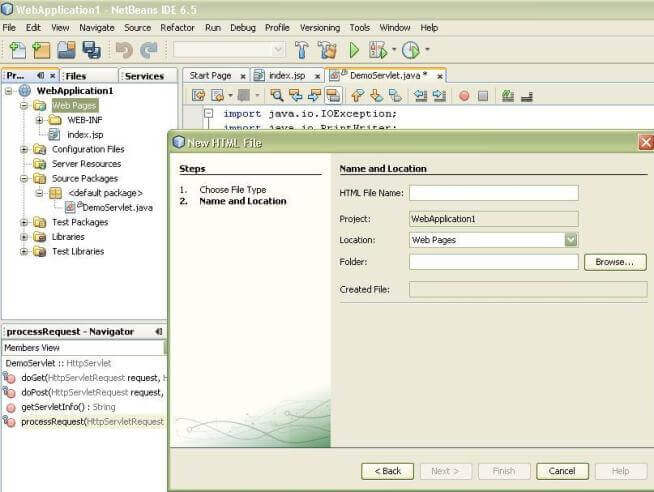 WebApplication1 - NetBeans IDE 6.5
File Edit View Navigate Source Refactor Run Debug Profile Versioning Tools Window Help
Pr... Files Services
Start Page index.jsp DemoServlet.java *
WebApplication1
Web Pages
WEB-INF
index.jsp
Configuration Files
Server Resources
Source Packages
<default package>
DemoServlet.java
Test Packages
Libraries
Test Libraries
import java.io.IOException;
import java.io.PrintWriter;
New HTML File
Steps
1. Choose File Type
2. Name and Location
Name and Location
HTML File Name:
Project: WebApplication1
Location: Web Pages
Folder: Browse...
Created File:
< Back Next > Finish Cancel Help
processRequest - Navigator
Members View
DemoServlet :: HttpServlet
doGet(HttpServletRequest request, H
doPost(HttpServletRequest request,
getServletInfo() : String
processRequest(HttpServletRequest